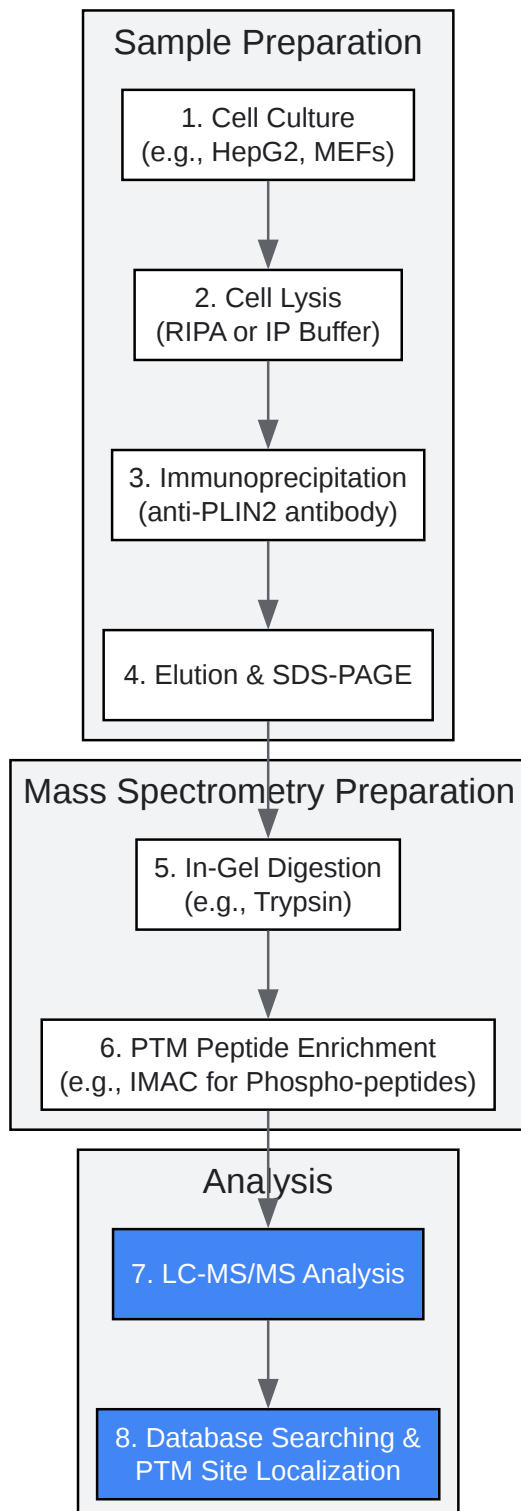 Sample Preparation
1. Cell Culture
(e.g., HepG2, MEFs)
2. Cell Lysis
(RIPA or IP Buffer)
3. Immunoprecipitation
(anti-PLIN2 antibody)
4. Elution & SDS-PAGE
Mass Spectrometry Preparation
5. In-Gel Digestion
(e.g., Trypsin)
6. PTM Peptide Enrichment
(e.g., IMAC for Phospho-peptides)
Analysis
7. LC-MS/MS Analysis
8. Database Searching &
PTM Site Localization